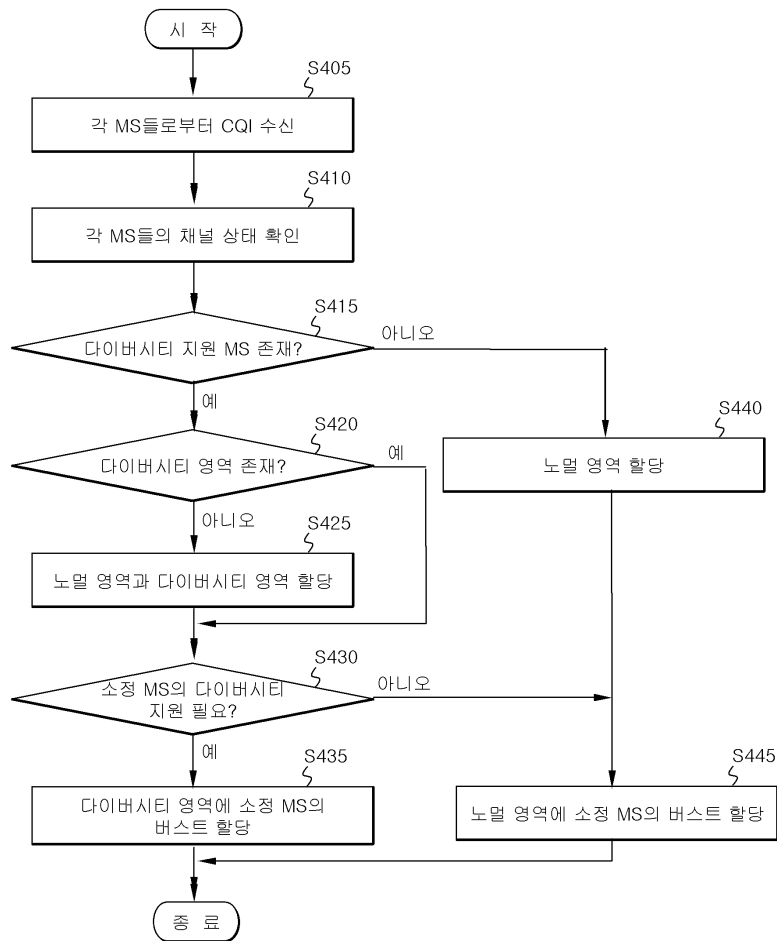 시 작
S405
각 MS들로부터 CQI 수신
S410
각 MS들의 채널 상태 확인
S415
다이버시티 지원 MS 존재?
아니오
예
S420
다이버시티 영역 존재?
예
S440
노멀 영역 할당
아니오
S425
노멀 영역과 다이버시티 영역 할당
S430
소정 MS의 다이버시티
지원 필요?
아니오
예
S435
다이버시티 영역에 소정 MS의
버스트 할당
S445
노멀 영역에 소정 MS의 버스트 할당
종 료